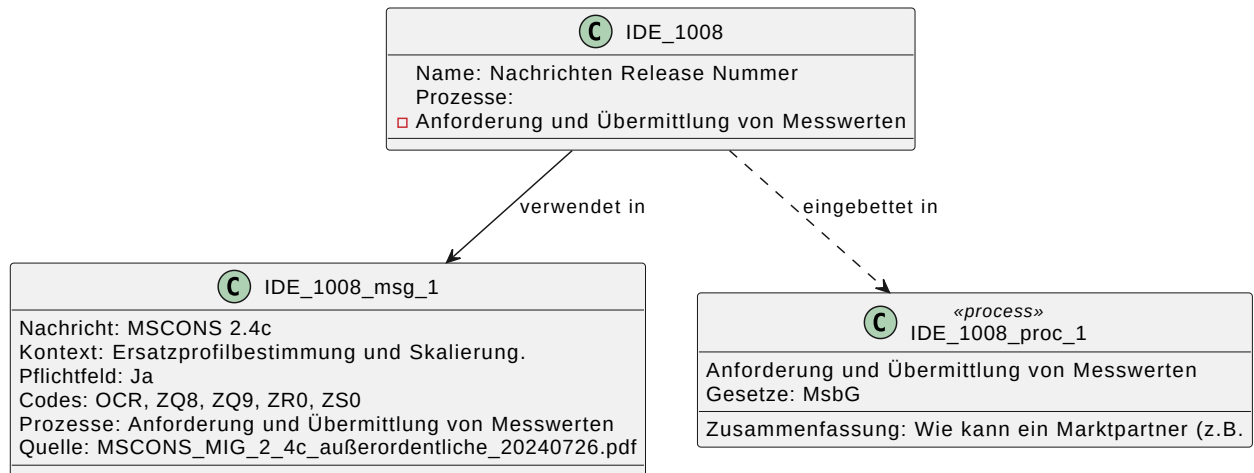 C IDE_1008
Name: Nachrichten Release Nummer
Prozesse:
Anforderung und Übermittlung von Messwerten
verwendet in
eingebettet in
C IDE_1008_msg_1
Nachricht: MSCONS 2.4c
Kontext: Ersatzprofilbestimmung und Skalierung.
Pflichtfeld: Ja
Codes: OCR, ZQ8, ZQ9, ZR0, ZS0
Prozesse: Anforderung und Übermittlung von Messwerten
Quelle: MSCONS_MIG_2_4c_außerordentliche_20240726.pdf
«process»
C IDE_1008_proc_1
Anforderung und Übermittlung von Messwerten
Gesetze: MsbG
Zusammenfassung: Wie kann ein Marktpartner (z.B.